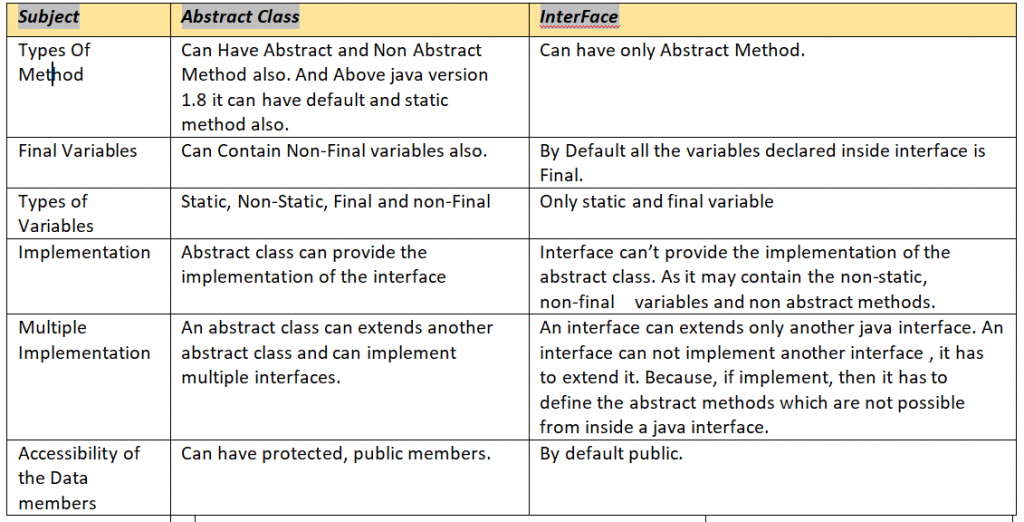 Subject Abstract Class InterFace
Types Of
Method
Can Have Abstract and Non Abstract
Method also. And Above java version
1.8 it can have default and static
method also.
Can have only Abstract Method.
Final Variables
Can Contain Non-Final variables also.
By Default all the variables declared inside interface is
Final.
Types of
Variables
Static, Non-Static, Final and non-Final
Only static and final variable
Implementation
Abstract class can provide the
implementation of the interface
Interface can’t provide the implementation of the
abstract class. As it may contain the non-static,
non-final variables and non abstract methods.
Multiple
Implementation
An abstract class can extends another
abstract class and can implement
multiple interfaces.
An interface can extends only another java interface. An
interface can not implement another interface , it has
to extend it. Because, if implement, then it has to
define the abstract methods which are not possible
from inside a java interface.
Accessibility of
the Data
members
Can have protected, public members.
By default public.